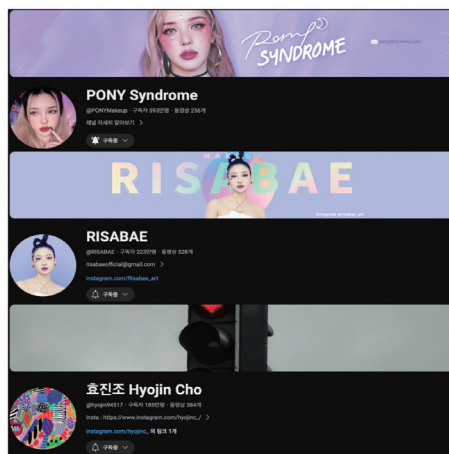 Pony
SYNDROME
PONY Syndrome
@PONYMakeup · 구독자 593만명 · 동영상 256개
채널 자세히 알아보기 >
구독중
RISABAE
instagram @risabae_art
RISABAE
@RISABAE · 구독자 223만명 · 동영상 528개
risabaeofficial@gmail.com >
instagram.com/Risabae_art
구독중
효진조 Hyojin Cho
@hyojin94517 · 구독자 185만명 · 동영상 384개
insta : https://www.instagram.com/hyojinc_/ >
instagram.com/hyojinc_ 외 링크 1개
구독중